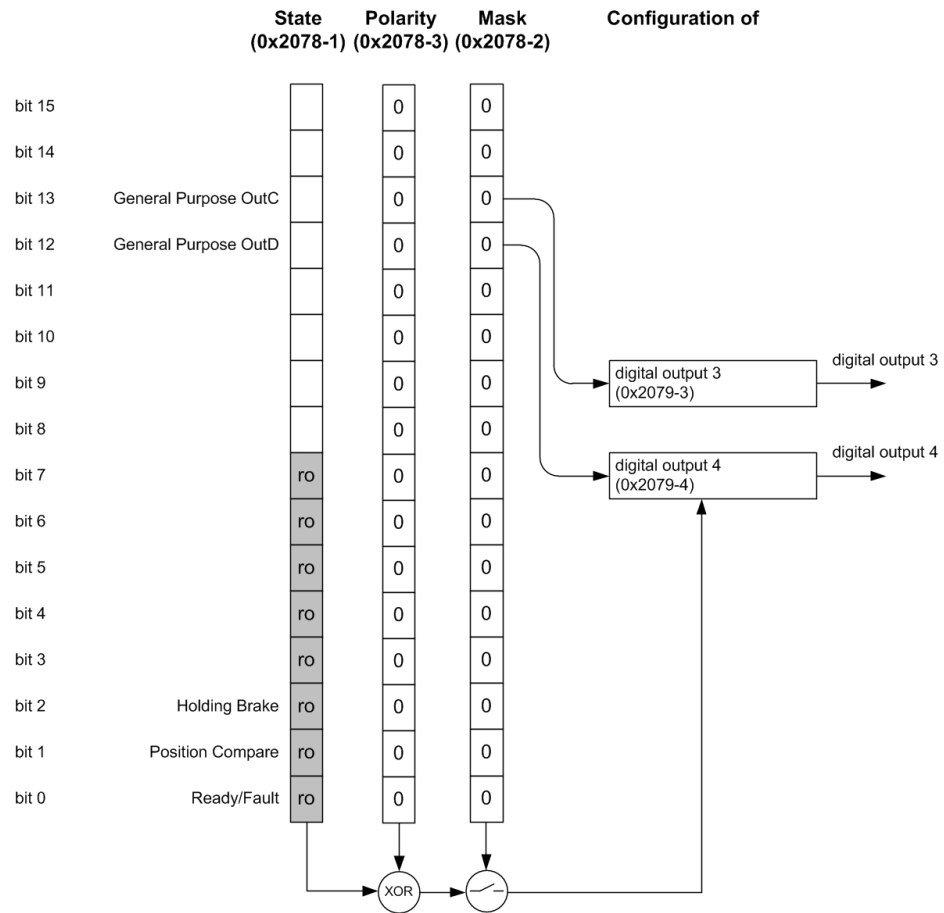 State Polarity Mask Configuration of
(0x2078-1) (0x2078-3) (0x2078-2)
bit 15 0 0
bit 14 0 0
bit 13 General Purpose OutC 0 0
bit 12 General Purpose OutD 0 0
bit 11 0 0
bit 10 0 0
digital output 3
digital output 3
bit 9 0 0
(0x2079-3)
bit 8 0 0
digital output 4
digital output 4
bit 7 ro 0 0
(0x2079-4)
bit 6 ro 0 0
bit 5 ro 0 0
bit 4 ro 0 0
bit 3 ro 0 0
bit 2 Holding Brake ro 0 0
bit 1 Position Compare ro 0 0
bit 0 Ready/Fault ro 0 0
XOR